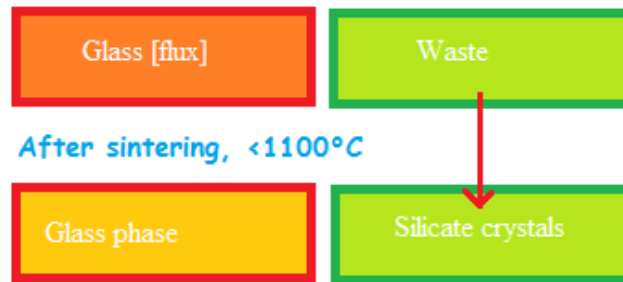 Glass [flux]
Waste
After sintering, <1100°C
Glass phase
Silicate crystals